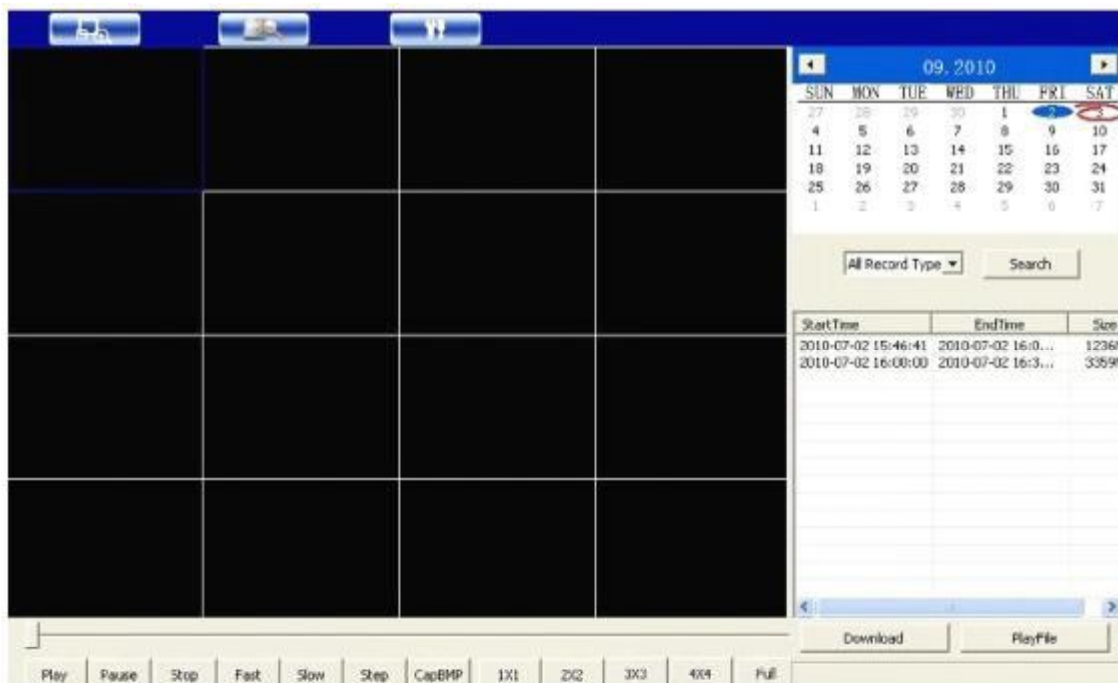 09.2010
SUN MON TUE WED THU FRI SAT
27 28 29 30 1 2 3
4 5 6 7 8 9 10
11 12 13 14 15 16 17
18 19 20 21 22 23 24
25 26 27 28 29 30 31
1 2 3 4 5 6 7
All Record Type Search
StartTime EndTime Size
2010-07-02 15:46:41 2010-07-02 16:0... 1236
2010-07-02 16:00:00 2010-07-02 16:3... 3359
Download PlayFile
Play Pause Stop Fast Slow Step CapBMP 1X1 2X2 3X3 4X4 Full